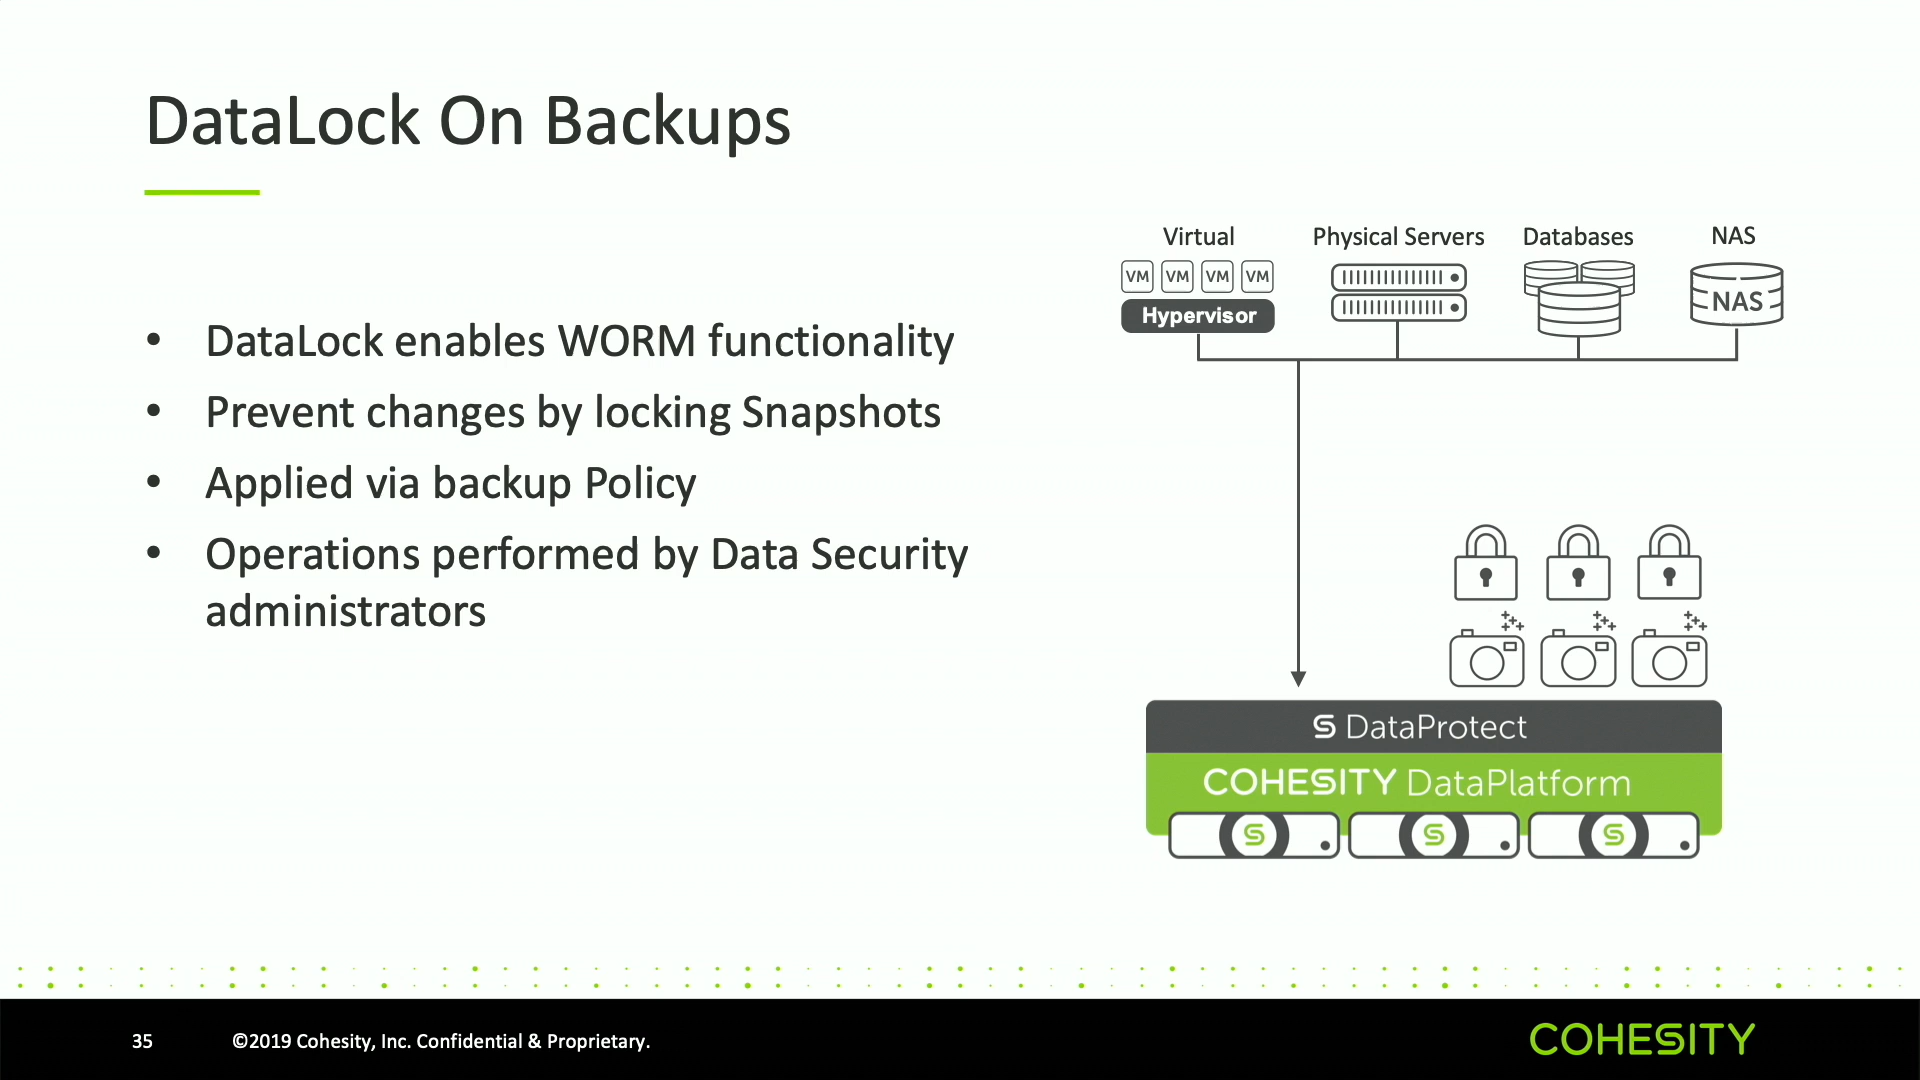 DataLock On Backups
• DataLock enables WORM functionality
• Prevent changes by locking Snapshots
• Applied via backup Policy
• Operations performed by Data Security
administrators
Virtual
Physical Servers
Databases
NAS
VM VM VM VM
Hypervisor
NAS
DataProtect
COHESITY DataPlatform
S S S
35
©2019 Cohesity, Inc. Confidential & Proprietary.
COHESITY